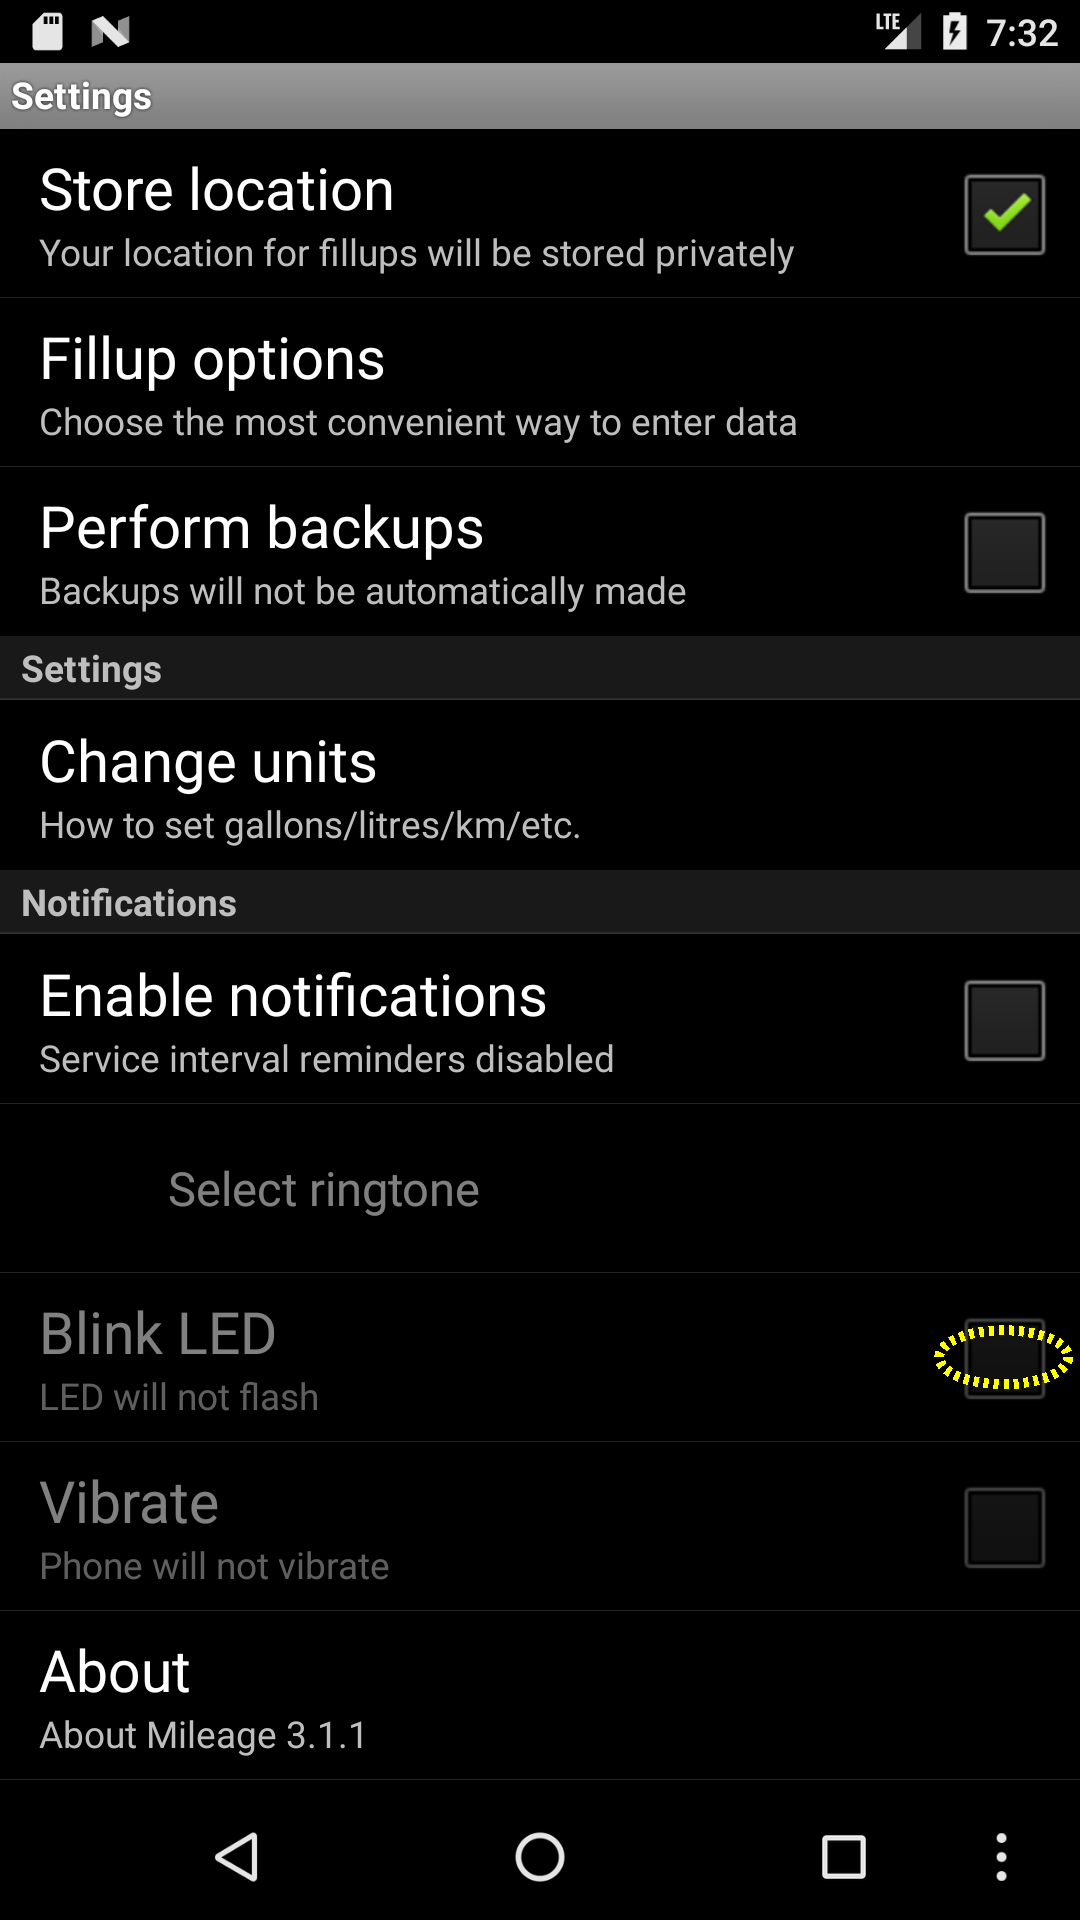 LTE 7:32
Settings
Store location
Your location for fillups will be stored privately
Fillup options
Choose the most convenient way to enter data
Perform backups
Backups will not be automatically made
Settings
Change units
How to set gallons/litres/km/etc.
Notifications
Enable notifications
Service interval reminders disabled
Select ringtone
Blink LED
LED will not flash
Vibrate
Phone will not vibrate
About
About Mileage 3.1.1